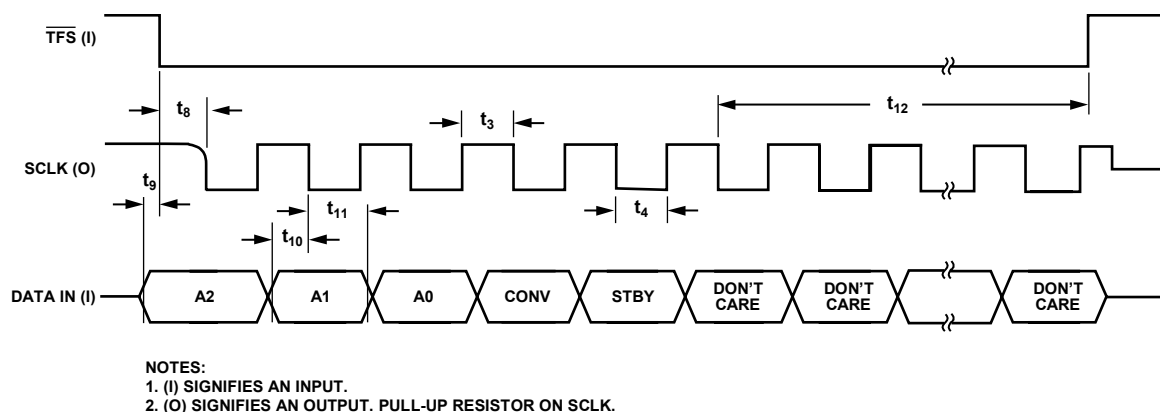 TFS (I)
t8
t3
t12
SCLK (O)
t9
t11
t4
t10
DATA IN (I)
A2
A1
A0
CONV
STBY
DON'T
CARE
DON'T
CARE
DON'T
CARE
NOTES:
1. (I) SIGNIFIES AN INPUT.
2. (O) SIGNIFIES AN OUTPUT. PULL-UP RESISTOR ON SCLK.